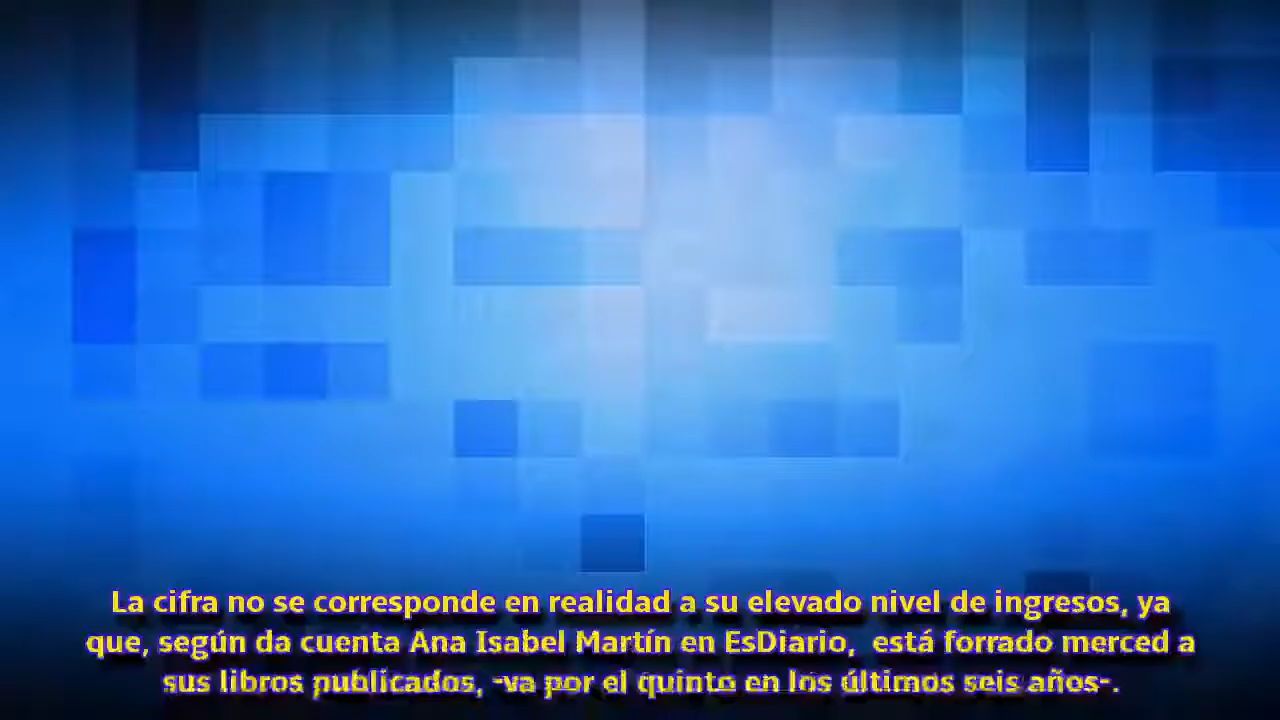 La cifra no se corresponde en realidad a su elevado nivel de ingresos, ya
que, según da cuenta Ana Isabel Martín en EsDiario,  está forrado merced a
sus libros publicados, -va por el quinto en los últimos seis años-.